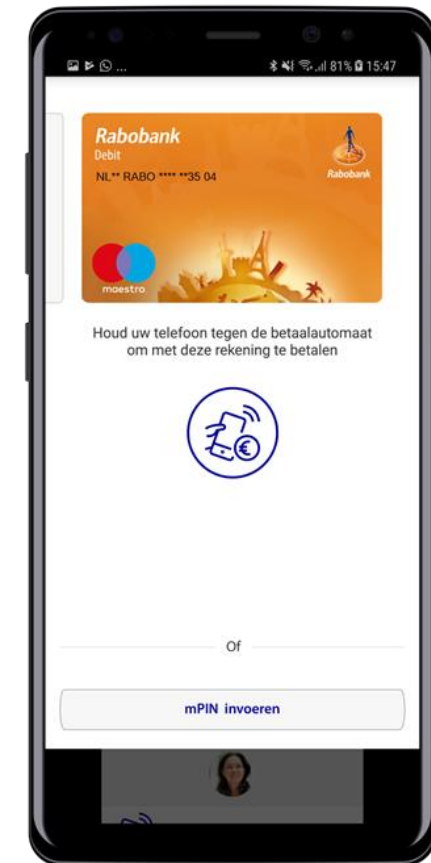 ... 81% 15:47
Rabobank
Debit
NL** RABO **** **35 04
Rabobank
maestro
Houd uw telefoon tegen de betaalautomaat
om met deze rekening te betalen
€
Of
mPIN invoeren